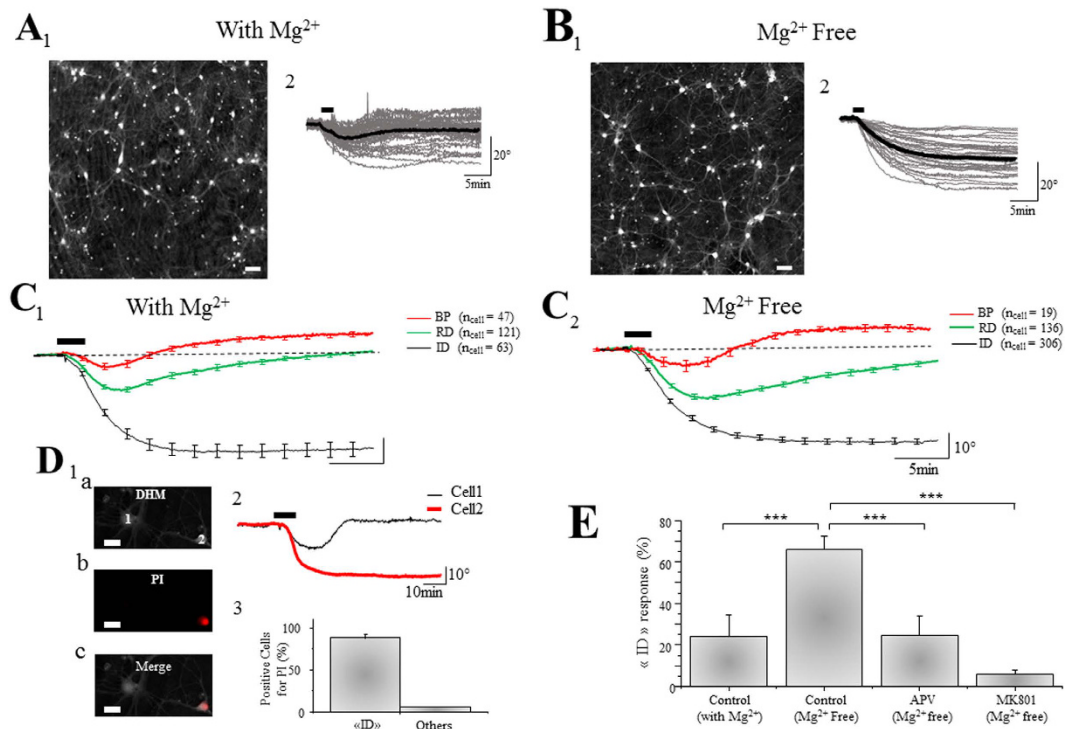 A1
With Mg²⁺
2
20°
5min
B1
Mg²⁺ Free
2
20°
5min
C1
With Mg²⁺
BP (ncell = 47)
RD (ncell = 121)
ID (ncell = 63)
C2
Mg²⁺ Free
BP (ncell = 19)
RD (ncell = 136)
ID (ncell = 306)
10°
5min
D1
a
DHM
1
2
b
PI
c
Merge
2
Cell1
Cell2
10°
10min
3
Positive Cells
for PI (%)
100
50
0
«ID»
Others
E
« ID » response (%)
80
60
40
20
0
***
***
***
Control
(with Mg²⁺)
Control
(Mg²⁺ Free)
APV
(Mg²⁺ free)
MK801
(Mg²⁺ free)